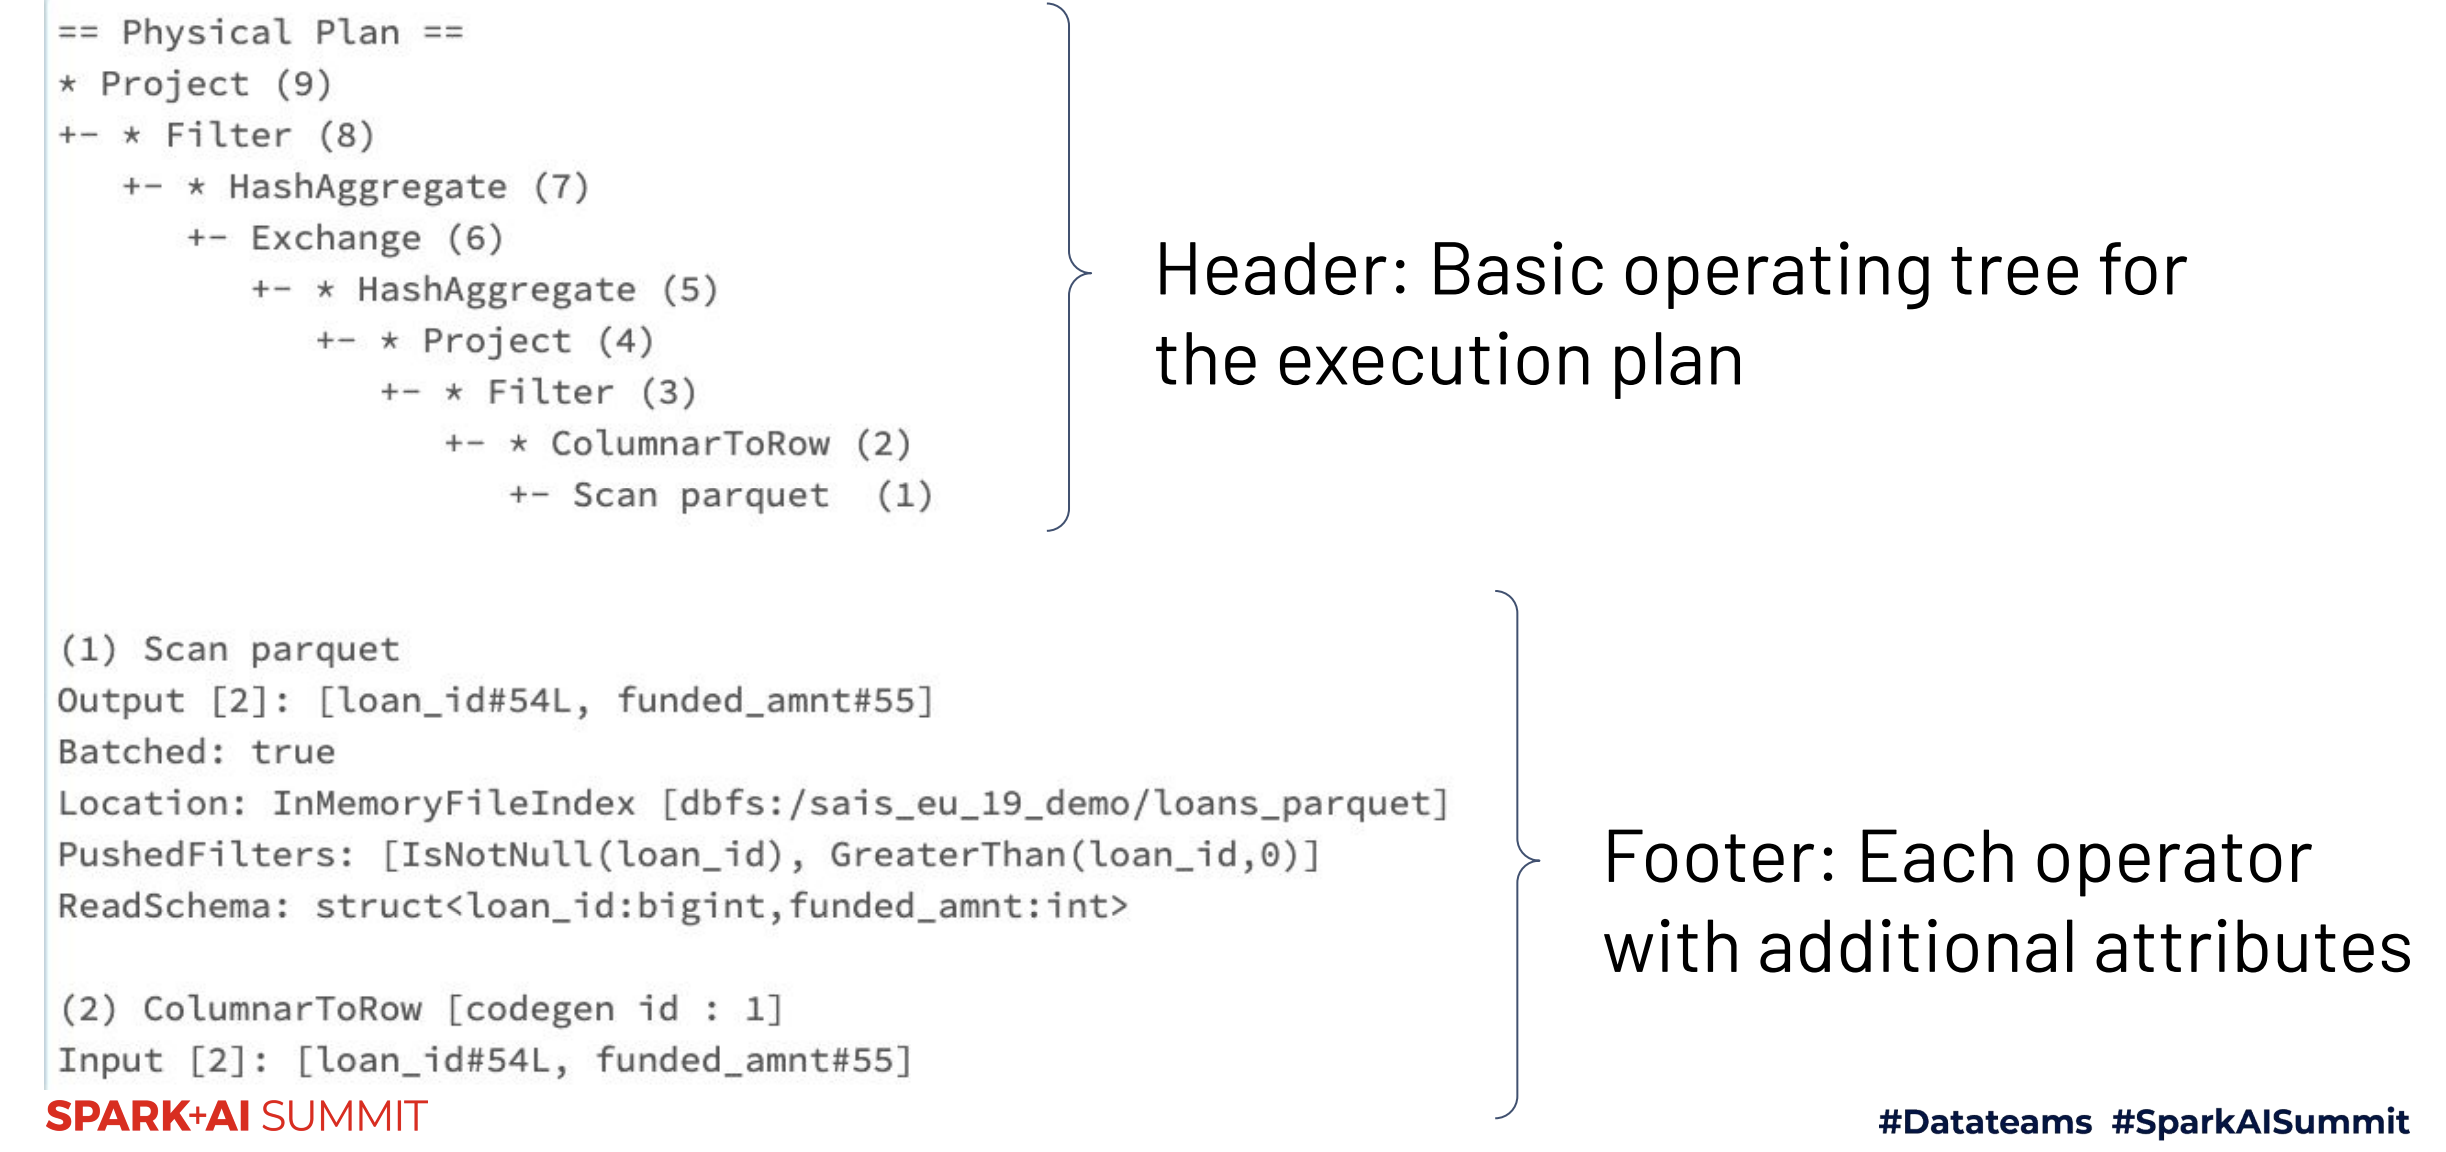 == Physical Plan ==
* Project (9)
+- * Filter (8)
   +- * HashAggregate (7)
      +- Exchange (6)
         +- * HashAggregate (5)
            +- * Project (4)
               +- * Filter (3)
                  +- * ColumnarToRow (2)
                     +- Scan parquet  (1)
Header: Basic operating tree for
the execution plan
(1) Scan parquet
Output [2]: [loan_id#54L, funded_amnt#55]
Batched: true
Location: InMemoryFileIndex [dbfs:/sais_eu_19_demo/loans_parquet]
PushedFilters: [IsNotNull(loan_id), GreaterThan(loan_id,0)]
ReadSchema: struct<loan_id:bigint,funded_amnt:int>
(2) ColumnarToRow [codegen id : 1]
Input [2]: [loan_id#54L, funded_amnt#55]
Footer: Each operator
with additional attributes
SPARK+AI SUMMIT
#Datateams #SparkAISummit